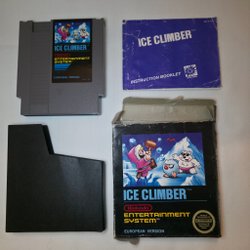 ICE CLIMBER
ENTERTAINMENT
SYSTEM
ICE CLIMBER
INSTRUCTION BOOKLET
ICE CLIMBER
Nintendo
ENTERTAINMENT
SYSTEM
EUROPEAN VERSION